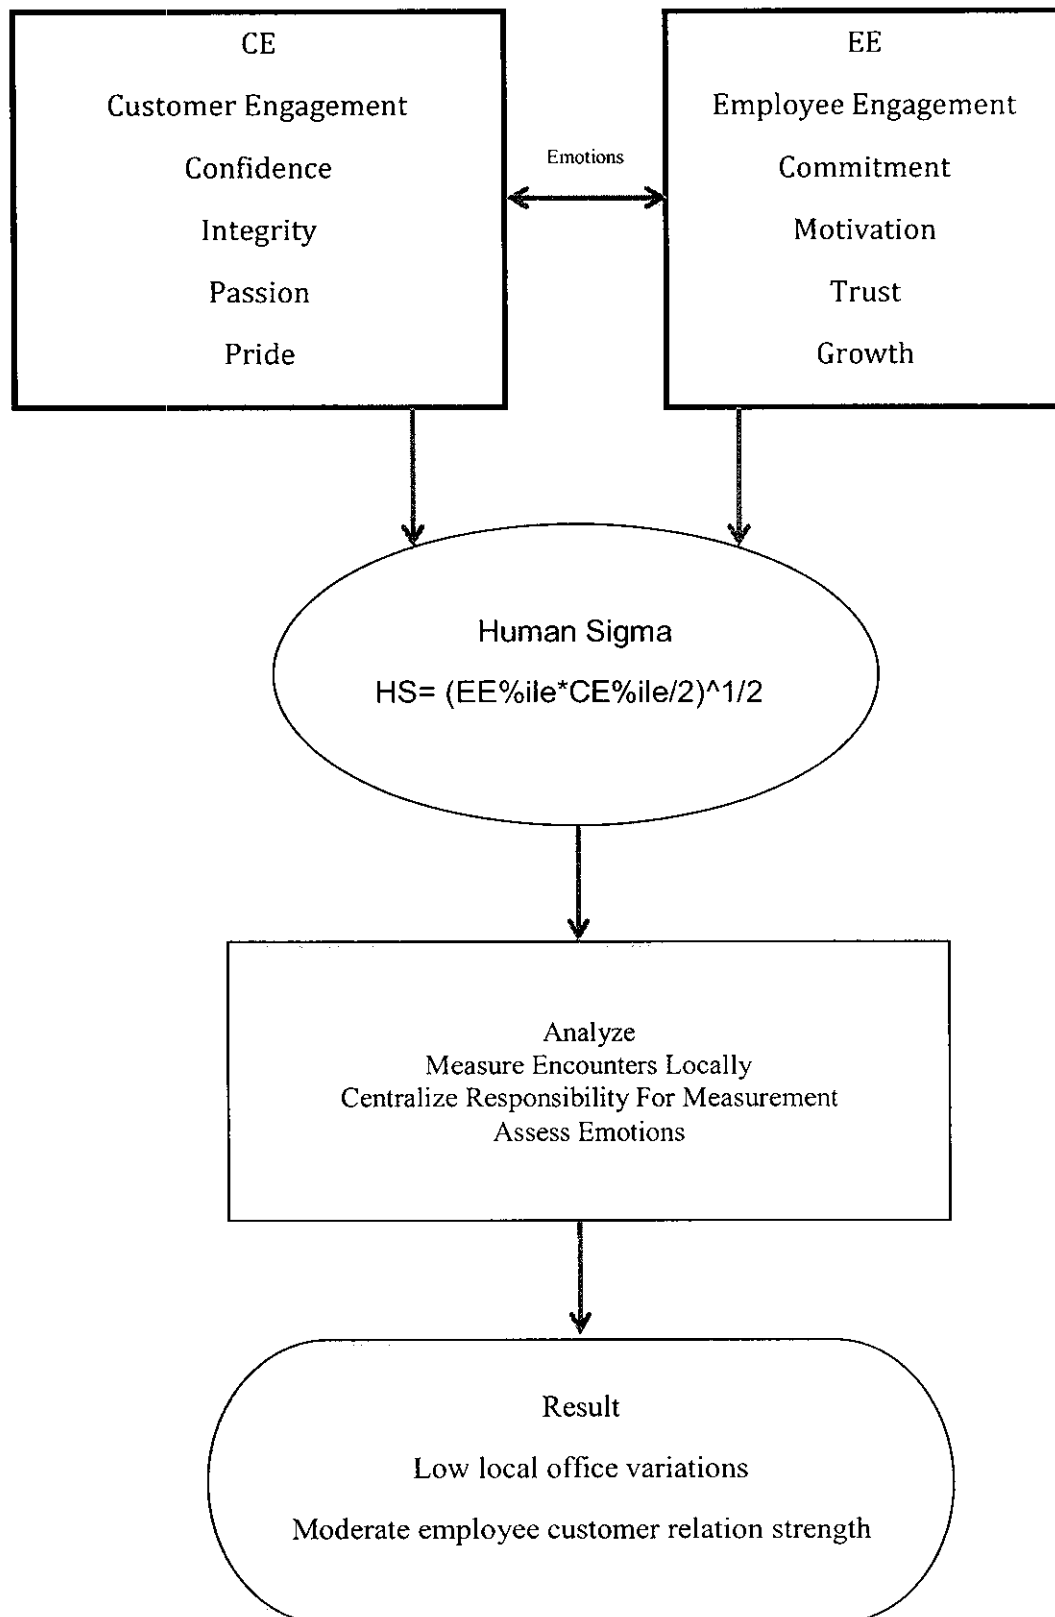 CE
Customer Engagement
Confidence
Integrity
Passion
Pride
Emotions
EE
Employee Engagement
Commitment
Motivation
Trust
Growth
Human Sigma
HS= (EE%ile*CE%ile/2)^1/2
Analyze
Measure Encounters Locally
Centralize Responsibility For Measurement
Assess Emotions
Result
Low local office variations
Moderate employee customer relation strength